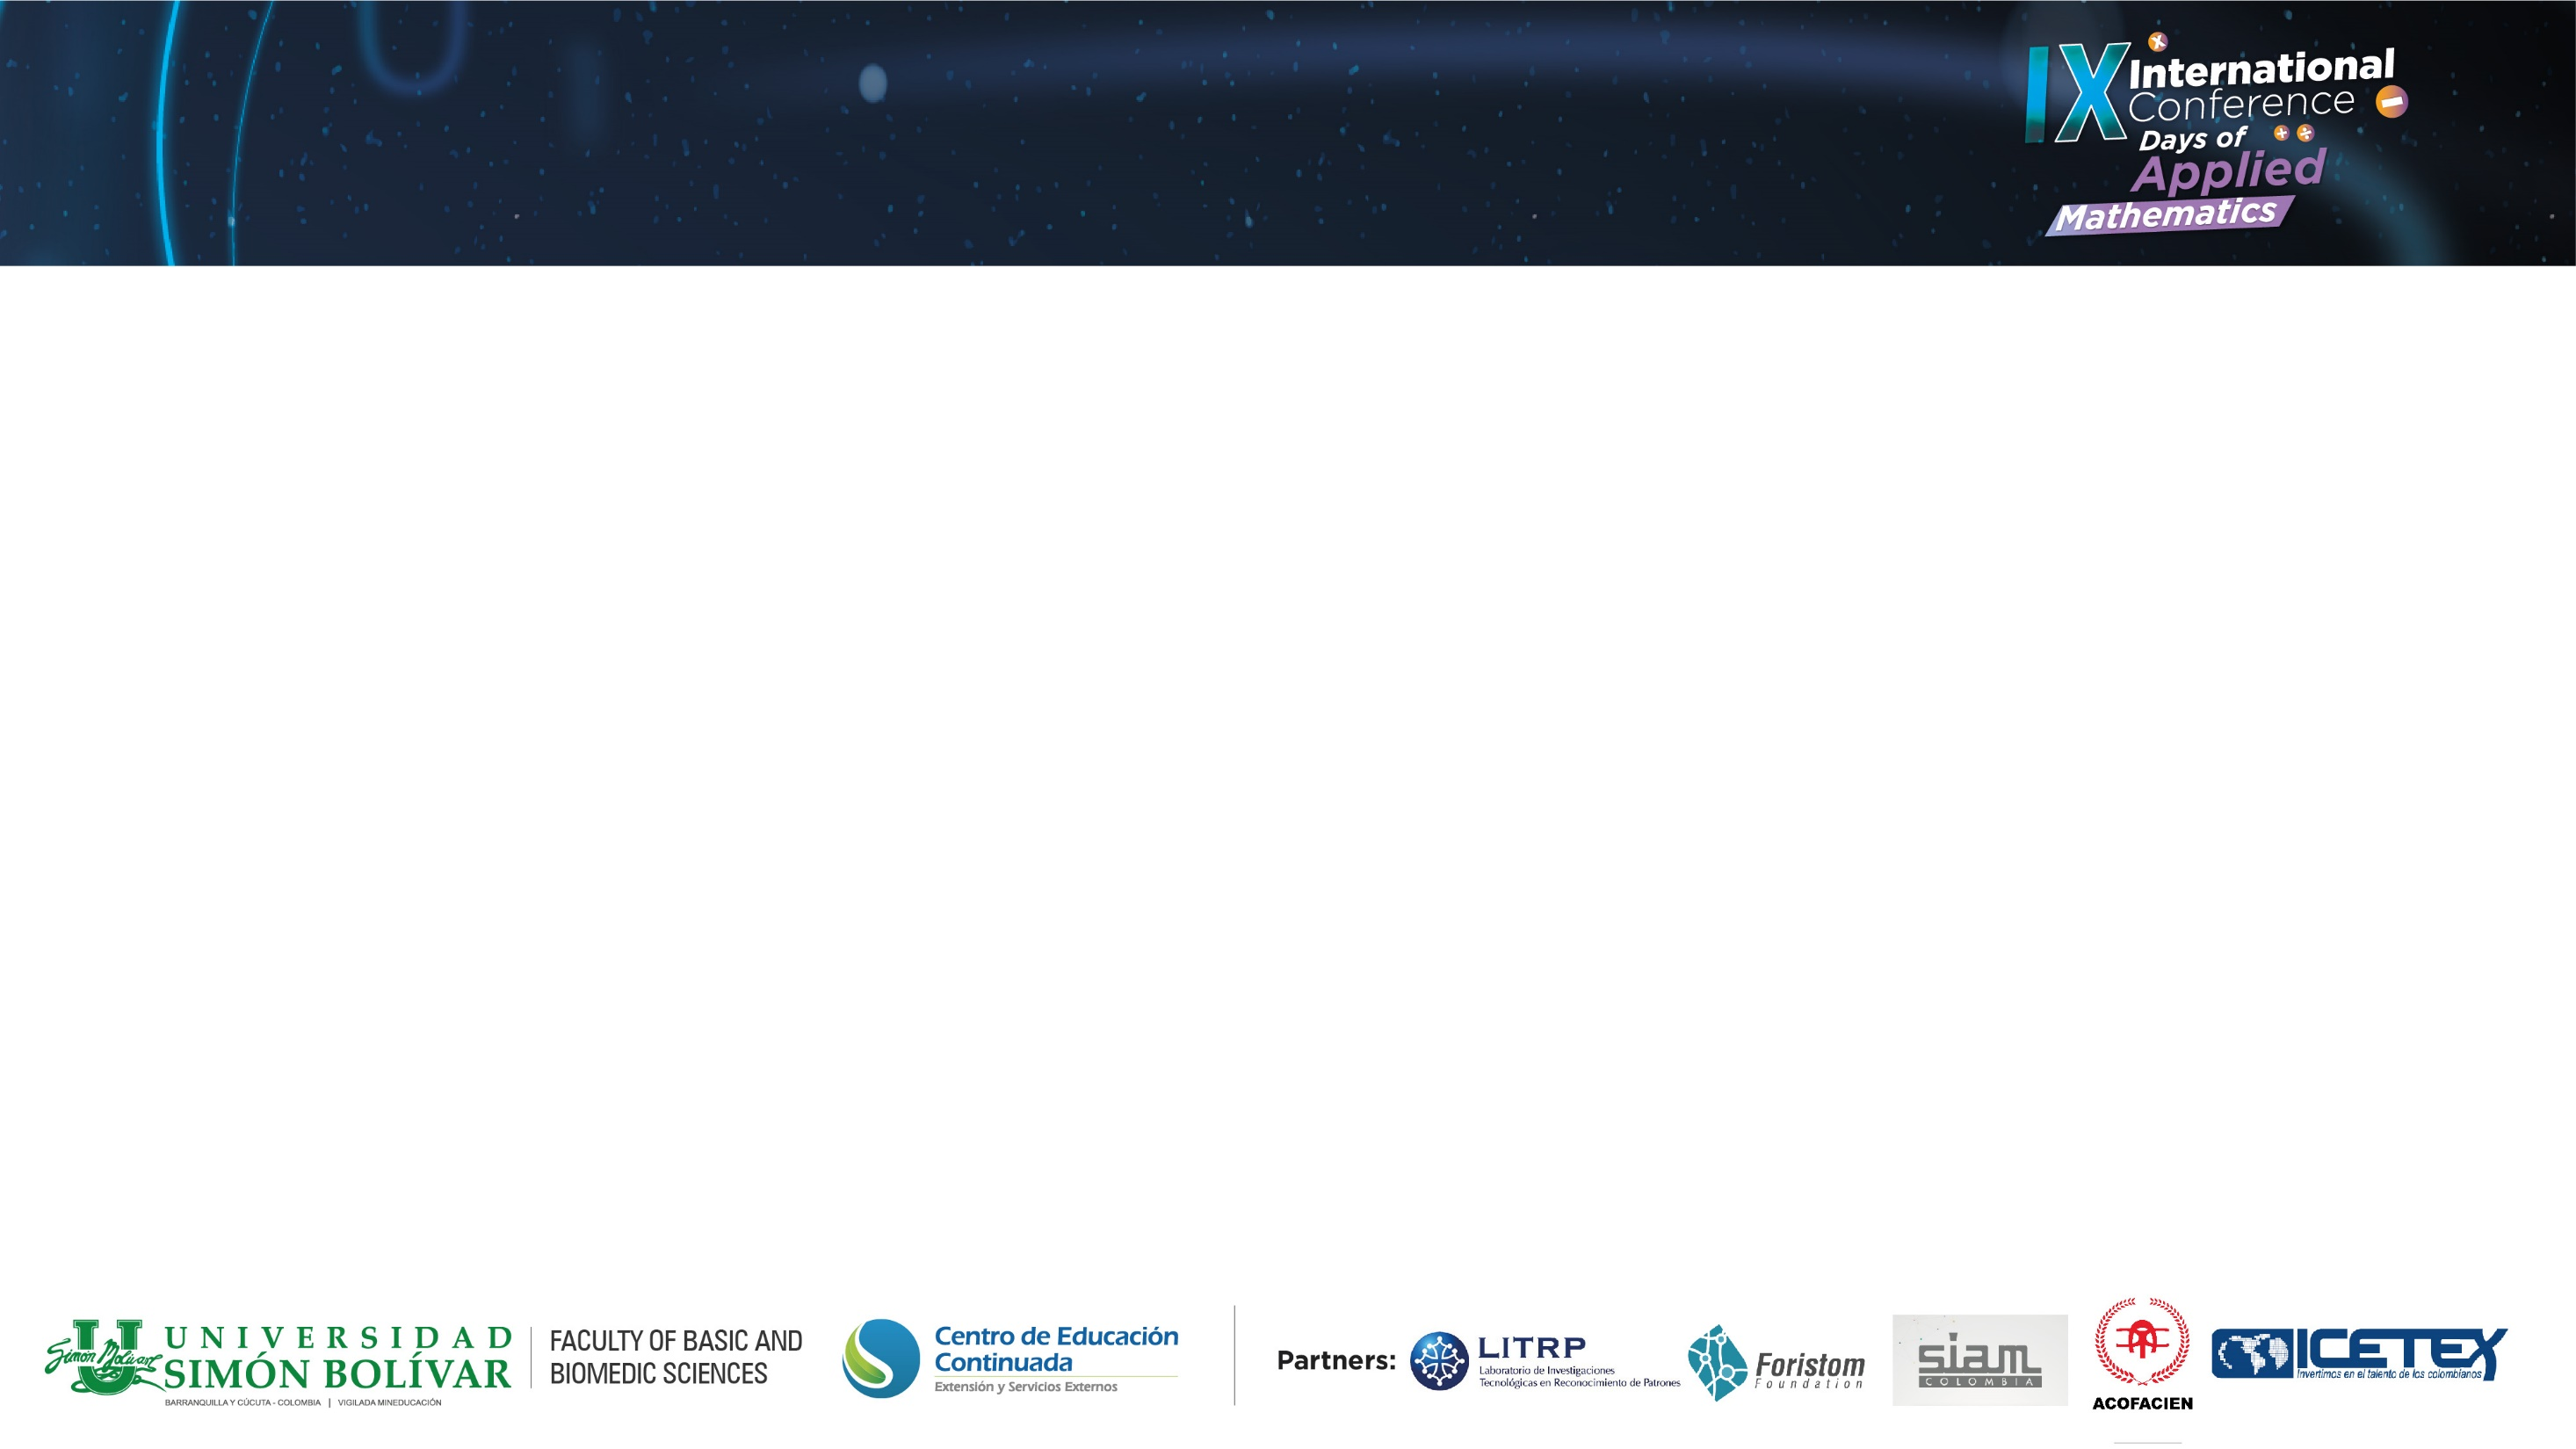 IX International
Conference
Days of
Applied
Mathematics
Simón Bolívar
UNIVERSIDAD
SIMÓN BOLÍVAR
BARRANQUILLA Y CÚCUTA - COLOMBIA | VIGILADA MINEDUCACIÓN
FACULTY OF BASIC AND
BIOMEDIC SCIENCES
Centro de Educación
Continuada
Extensión y Servicios Externos
Partners:
LITRP
Laboratorio de Investigaciones
Tecnológicas en Reconocimiento de Patrones
Foristom
Foundation
siam
COLOMBIA
ACOFACIEN
ICETEX
Invertimos en el talento de los colombianos